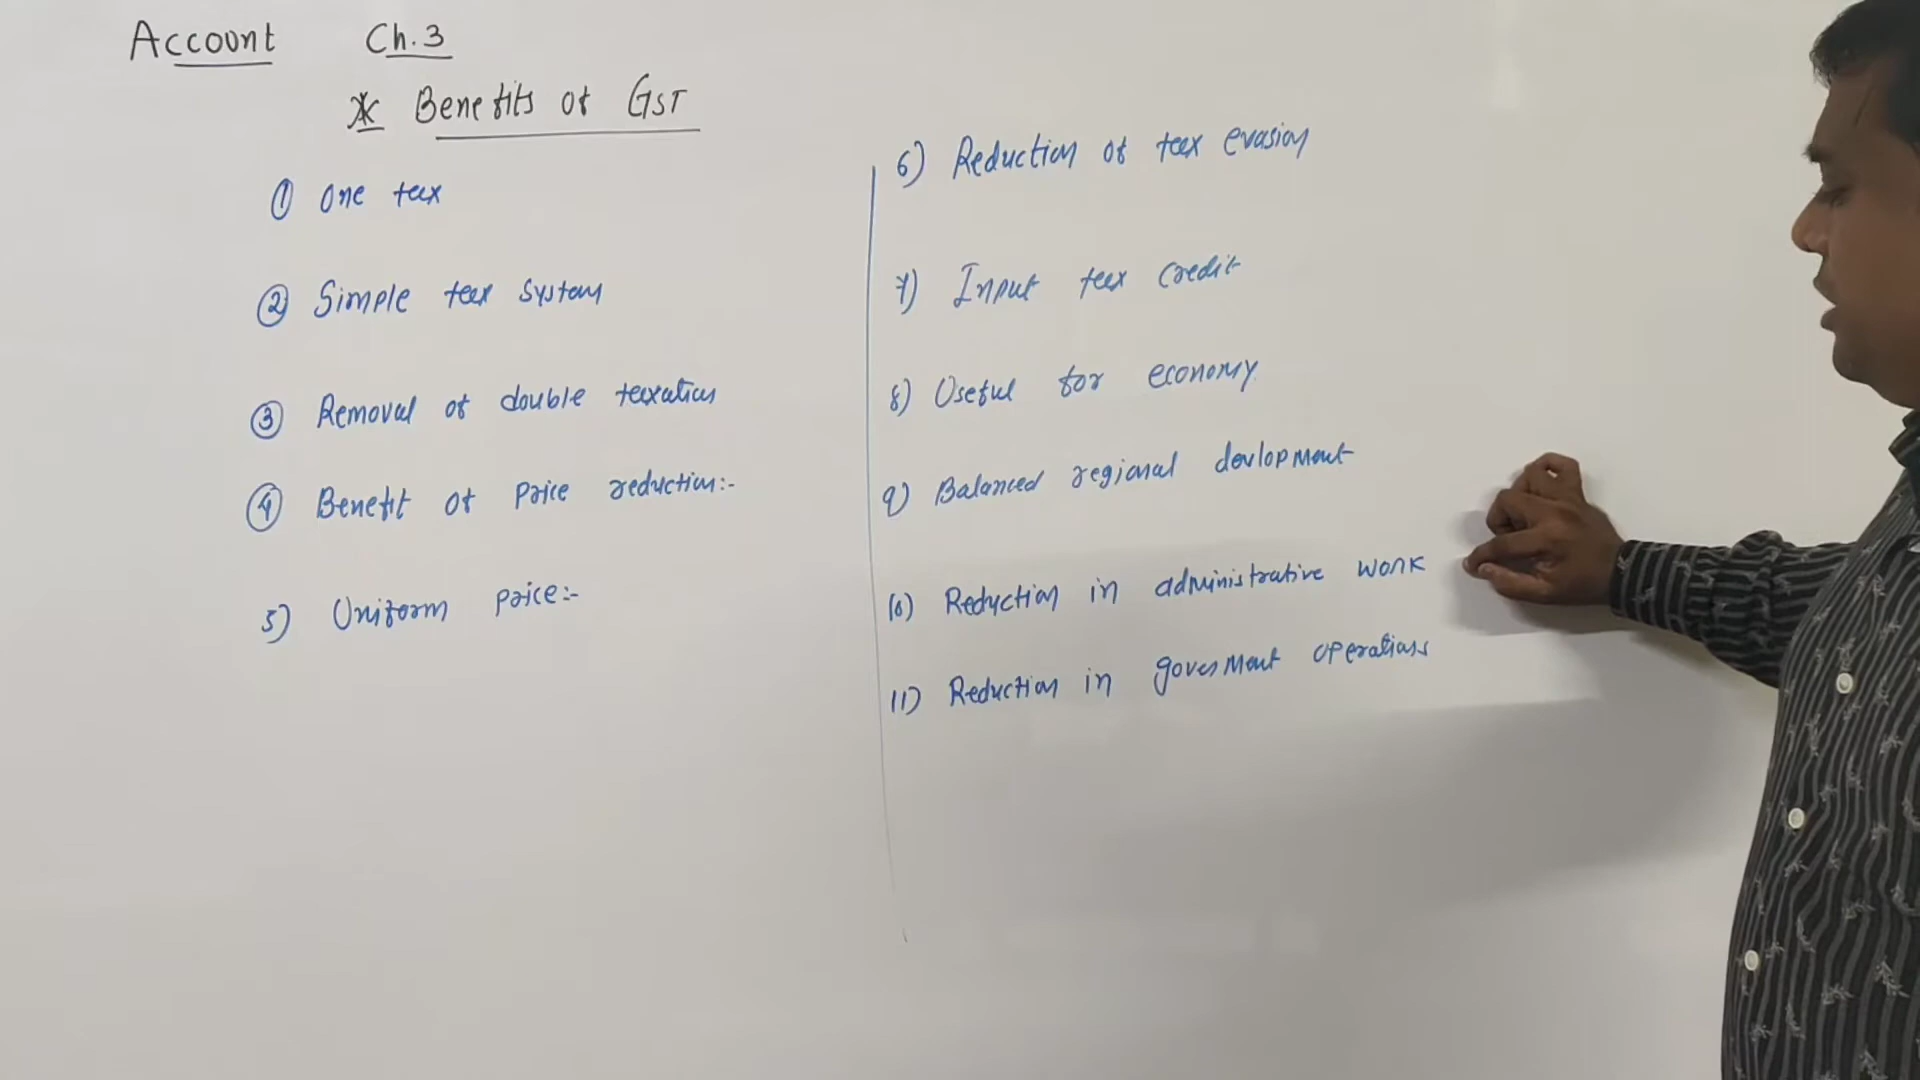 Account Ch.3
* Benefits of GST
① One tax
② Simple tax system
③ Removal of double taxation
④ Benefit of price reduction:-
5) Uniform price:-
6) Reduction of tax evasion
7) Input tax credit
8) Useful for economy
9) Balanced regional devlopment
10) Reduction in administrative work
11) Reduction in goverment operations